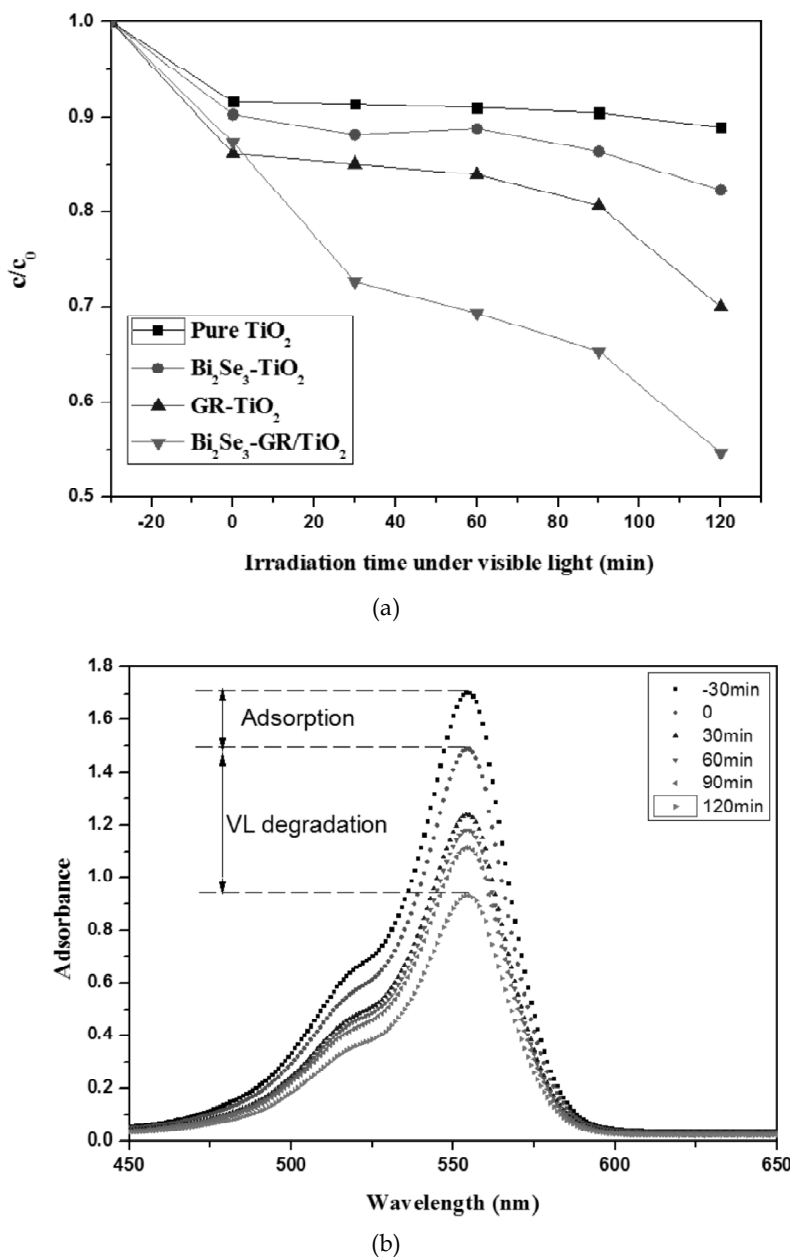 1.0
0.9
0.8
0.7
0.6
0.5
c/c₀
Pure TiO₂
Bi₂Se₃-TiO₂
GR-TiO₂
Bi₂Se₃-GR/TiO₂
-20 0 20 40 60 80 100 120
Irradiation time under visible light (min)
(a)
1.8
1.6
1.4
1.2
1.0
0.8
0.6
0.4
0.2
0.0
Adsorbance
Adsorption
VL degradation
-30min
0
30min
60min
90min
120min
450 500 550 600 650
Wavelength (nm)
(b)